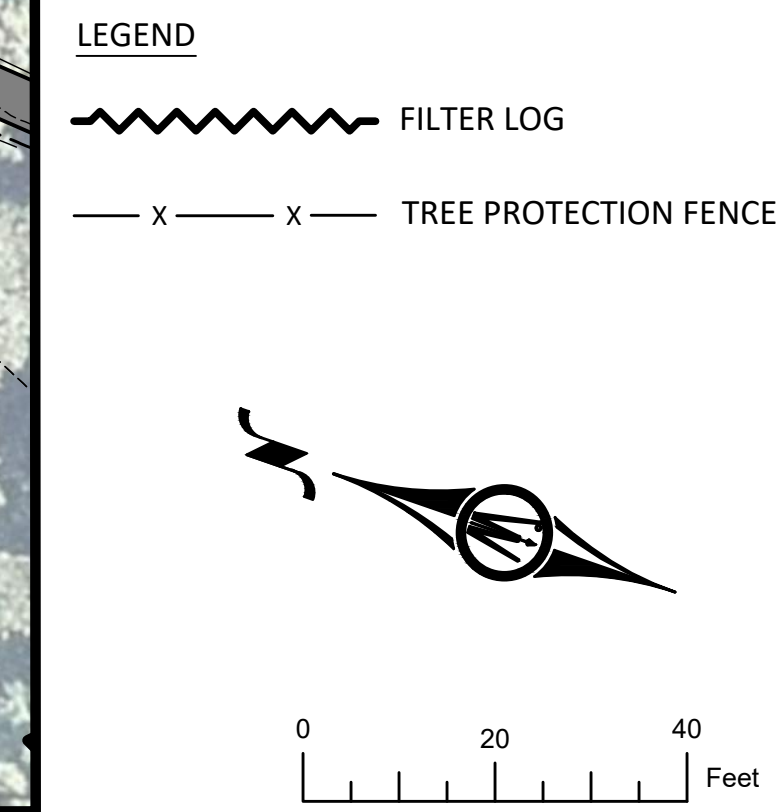 LEGEND
FILTER LOG
X X TREE PROTECTION FENCE
N
0 20 40
Feet